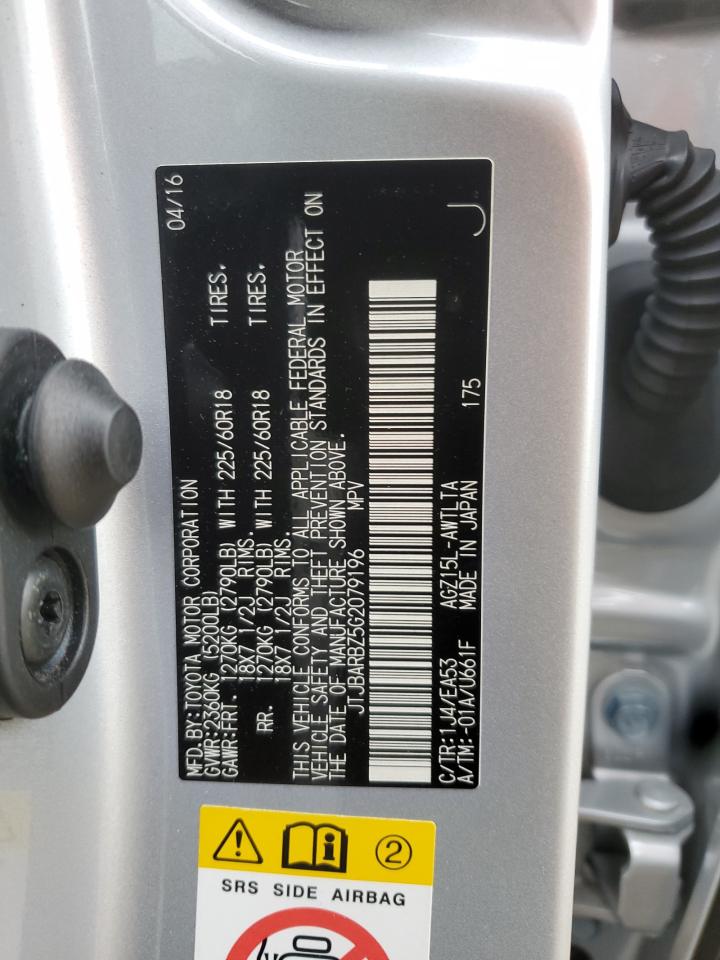 MFD.BY:TOYOTA MOTOR CORPORATION 04/16
GVWR:2360KG (5200LB)
GAWR:FRT. 1270KG (2790LB) WITH 225/60R18 TIRES.
18X7 1/2J RIMS.
RR. 1270KG (2790LB) WITH 225/60R18 TIRES.
18X7 1/2J RIMS.
THIS VEHICLE CONFORMS TO ALL APPLICABLE FEDERAL MOTOR
VEHICLE SAFETY AND THEFT PREVENTION STANDARDS IN EFFECT ON
THE DATE OF MANUFACTURE SHOWN ABOVE.
JTJBARBZ5G2079196 MPV
C/TR:1J4/EA53 AGZ15L-AWTLTA 175
A/TM:-01A/U661F MADE IN JAPAN J
2
SRS SIDE AIRBAG